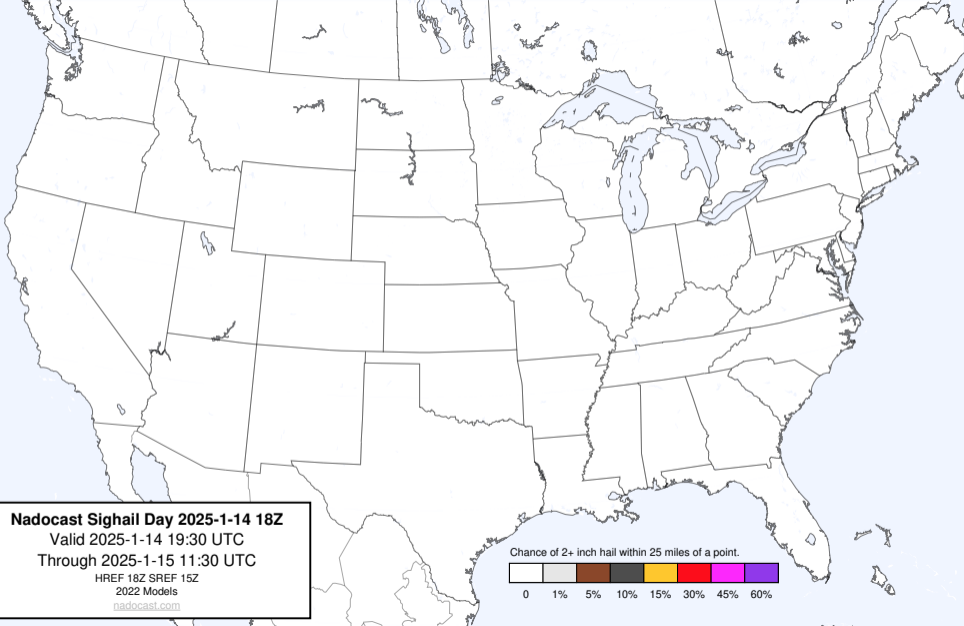 Nadocast Sighail Day 2025-1-14 18Z
Valid 2025-1-14 19:30 UTC
Through 2025-1-15 11:30 UTC
HREF 18Z SREF 15Z
2022 Models
nadocast.com
Chance of 2+ inch hail within 25 miles of a point.
0 1% 5% 10% 15% 30% 45% 60%